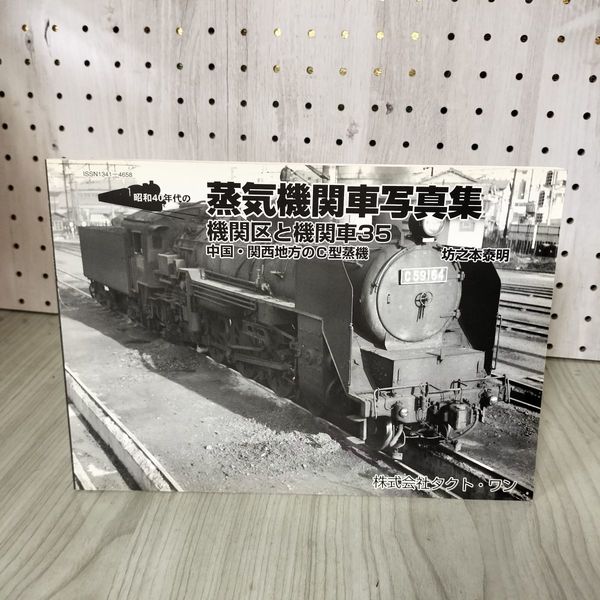 ISSN1341-4658
昭和40年代の
蒸気機関車写真集
機関区と機関車35
中国・関西地方のC型蒸機
坊之本泰明
C59164
株式会社タクト・ワン